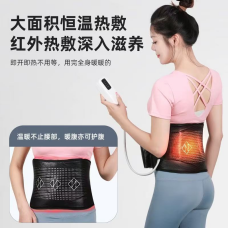 大面积恒温热敷
红外热敷深入滋养
即开即热不用等，用完全身暖暖的
温暖不止腰部，暖腹亦可护腹